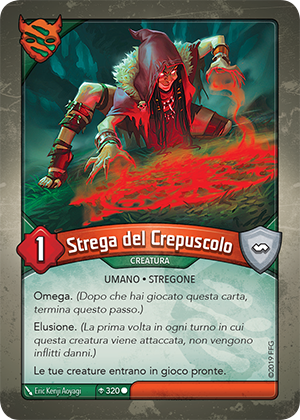 1
Strega del Crepuscolo
CREATURA
UMANO • STREGONE
Omega. (Dopo che hai giocato questa carta,
termina questo passo.)
Elusione. (La prima volta in ogni turno in cui
questa creatura viene attaccata, non vengono
inflitti danni.)
Le tue creature entrano in gioco pronte.
Eric Kenji Aoyagi
320
©2019 FFG